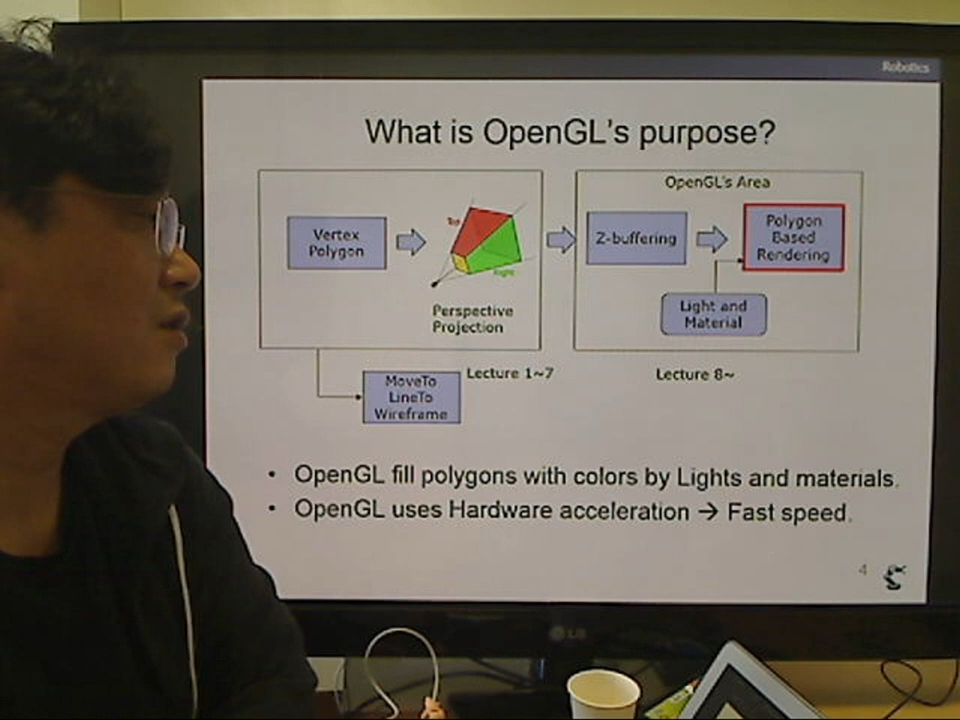 Robotics
What is OpenGL's purpose?
OpenGL's Area
Vertex
Polygon
Top
Right
Perspective
Projection
Z-buffering
Polygon
Based
Rendering
Light and
Material
Lecture 1~7
Lecture 8~
MoveTo
LineTo
Wireframe
• OpenGL fill polygons with colors by Lights and materials.
• OpenGL uses Hardware acceleration → Fast speed.
4
LG